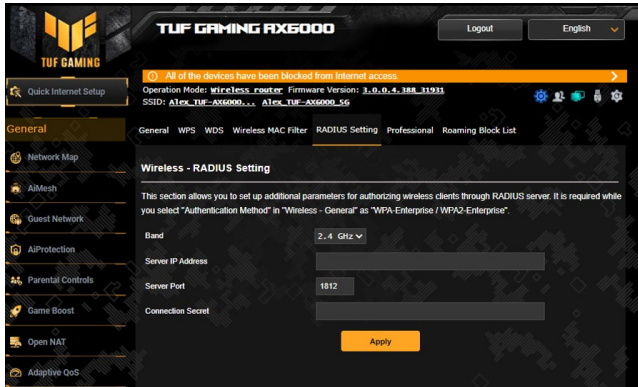 TUF GAMING AX6000
Logout
English
TUF GAMING
All of the devices have been blocked from Internet access.
Quick Internet Setup
Operation Mode: Wireless router Firmware Version: 3.0.0.4.388_31931
SSID: Alex_TUF-AX6000... Alex_TUF-AX6000_5G
General
General WPS WDS Wireless MAC Filter RADIUS Setting Professional Roaming Block List
Network Map
AiMesh
Guest Network
AiProtection
Parental Controls
Game Boost
Open NAT
Adaptive QoS
Wireless - RADIUS Setting
This section allows you to set up additional parameters for authorizing wireless clients through RADIUS server. It is required while
you select "Authentication Method" in "Wireless - General" as "WPA-Enterprise / WPA2-Enterprise".
Band
2.4 GHz
Server IP Address
Server Port
1812
Connection Secret
Apply